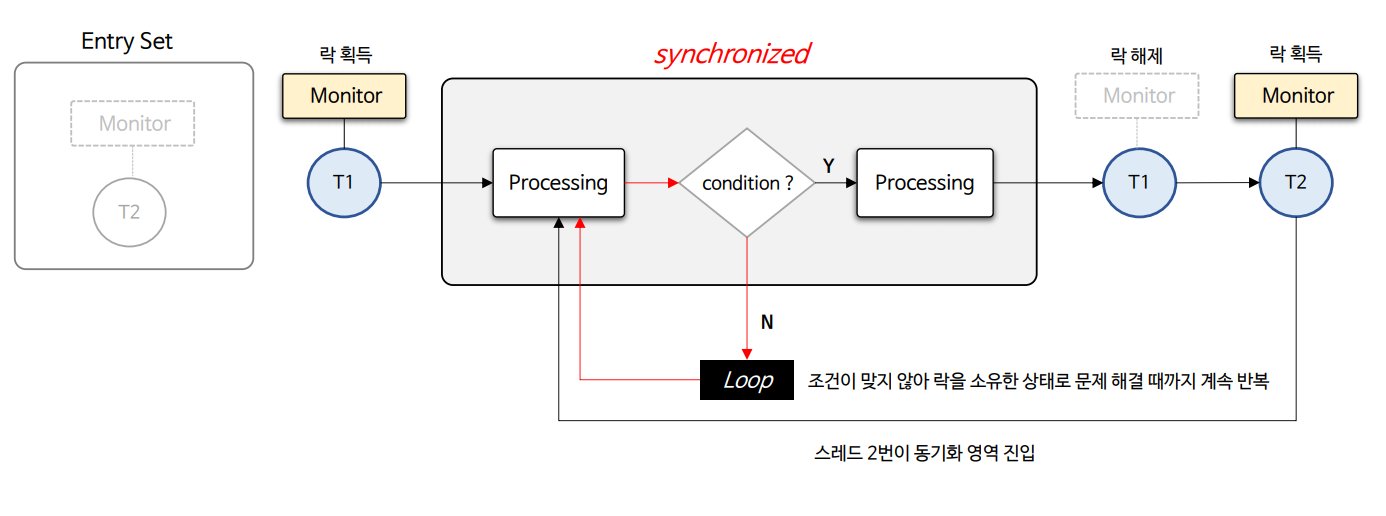 Entry Set
Monitor
T2
락 획득
Monitor
T1
synchronized
Processing
condition ?
Y
Processing
N
Loop
조건이 맞지 않아 락을 소유한 상태로 문제 해결 때까지 계속 반복
락 해제
Monitor
T1
락 획득
Monitor
T2
스레드 2번이 동기화 영역 진입